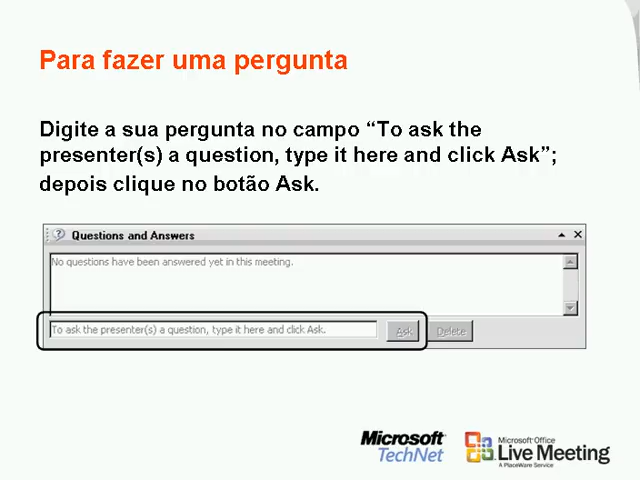 Para fazer uma pergunta
Digite a sua pergunta no campo “To ask the
presenter(s) a question, type it here and click Ask”;
depois clique no botão Ask.
Questions and Answers
No questions have been answered yet in this meeting.
To ask the presenter(s) a question, type it here and click Ask.
Ask
Delete
Microsoft
TechNet
Microsoft Office
Live Meeting
A PlaceWare Service